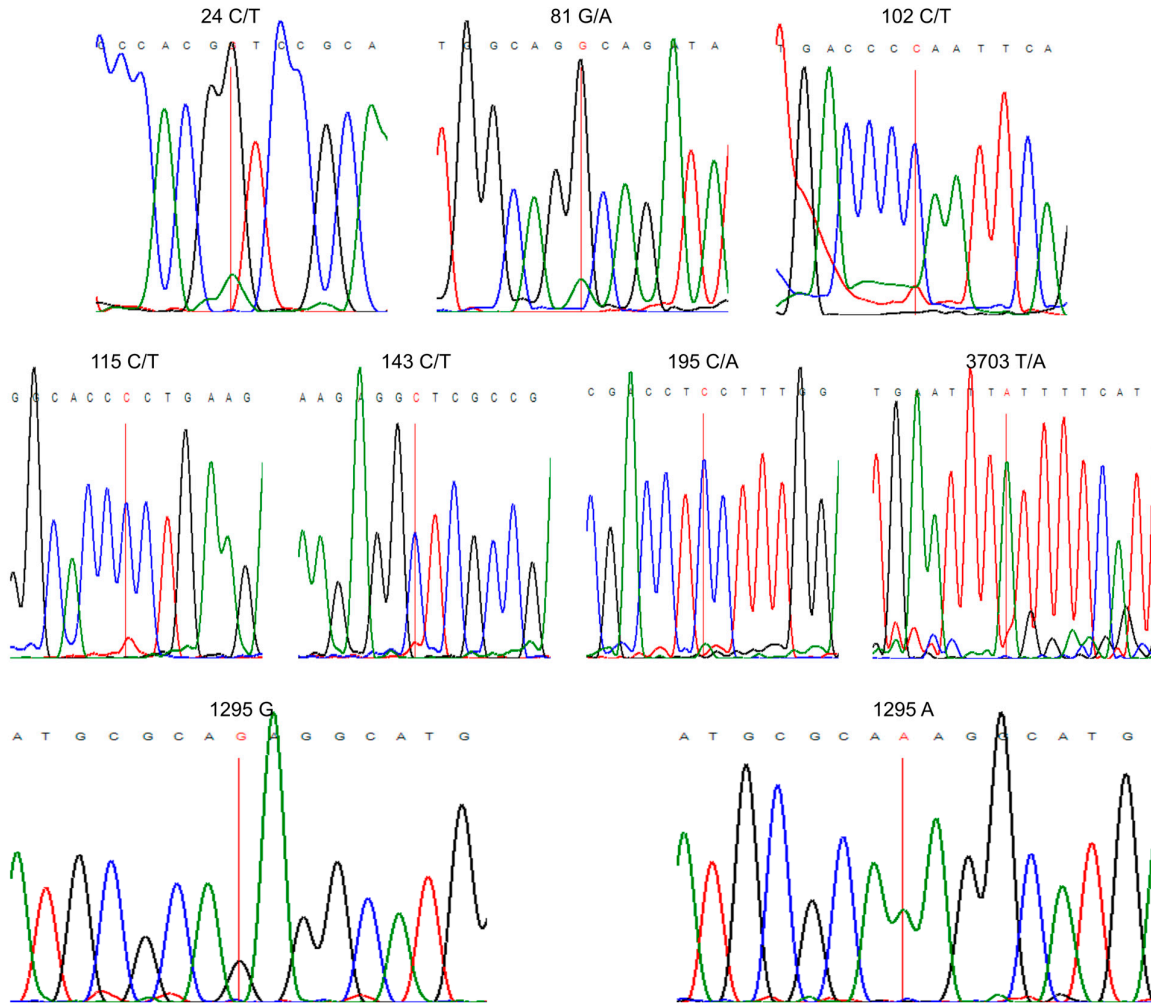 24 C/T
81 G/A
102 C/T
C C C A C G G T C C G C A
T G G C A G G C A G A T A
T G A C C C C A A T T C A
115 C/T
143 C/T
195 C/A
3703 T/A
G G C A C C C C T G A A G
A A G A G G C T C G C C G
C G A C C T C C T T T G G
T G A A T T A T T T T C A T
1295 G
1295 A
A T G C G C A G A G G C A T G
A T G C G C A A A G G C A T G